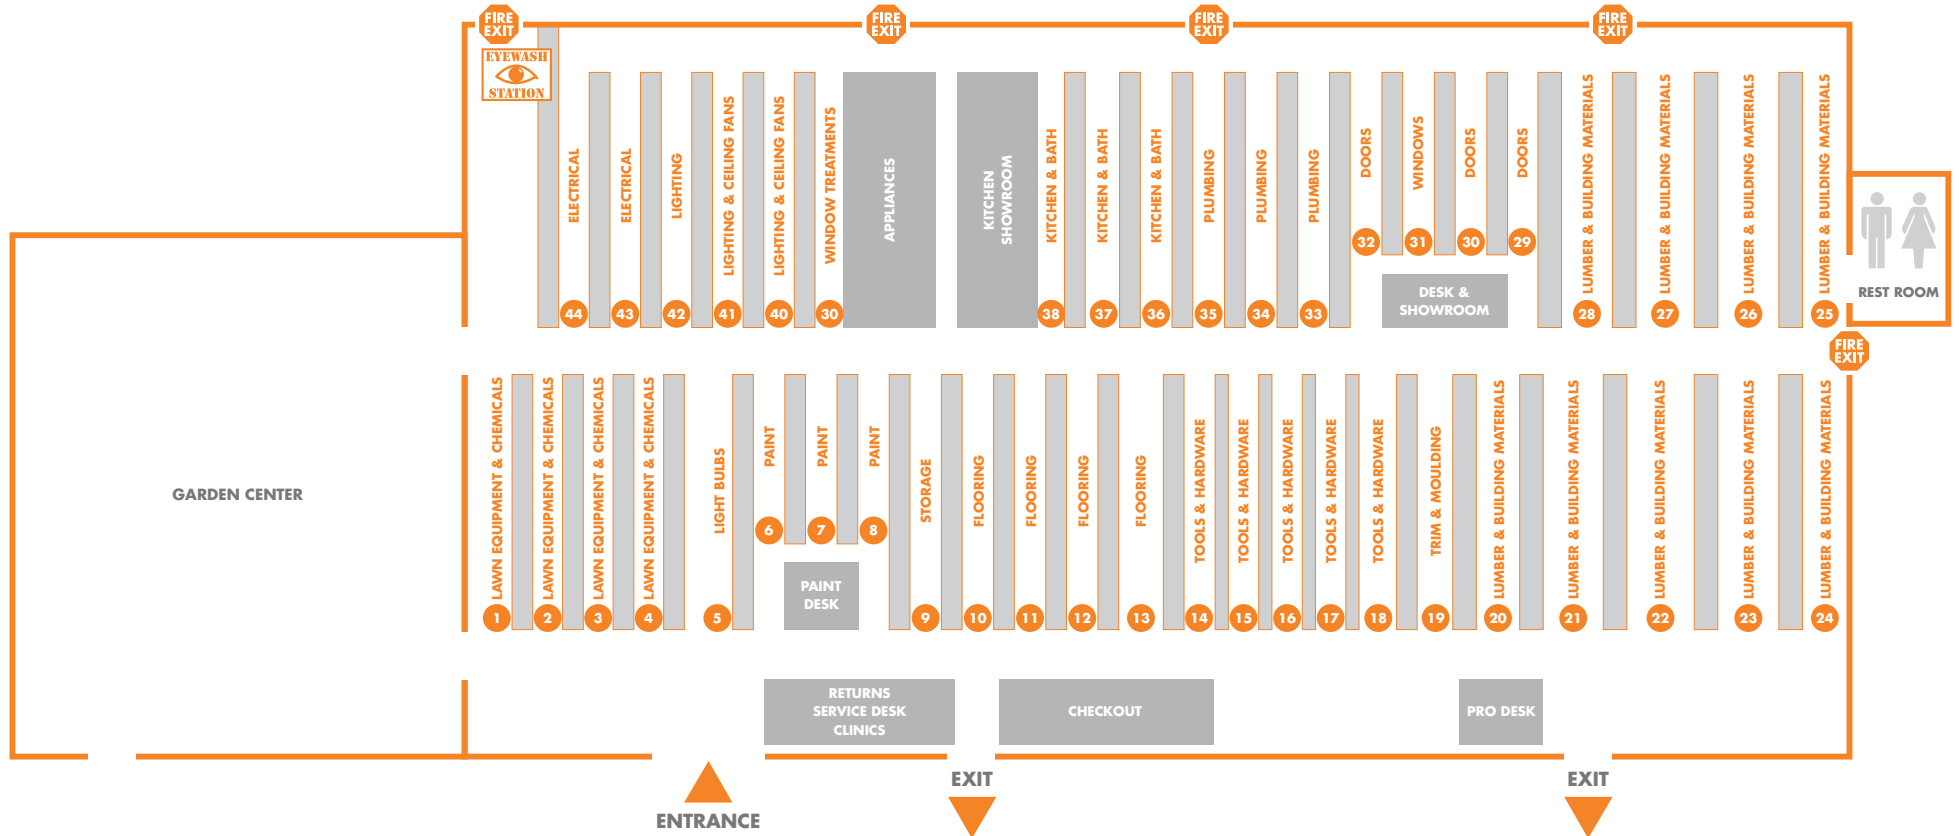 FIRE
EXIT
FIRE
EXIT
FIRE
EXIT
FIRE
EXIT
EYEWASH
STATION
ELECTRICAL
ELECTRICAL
LIGHTING
LIGHTING & CEILING FANS
LIGHTING & CEILING FANS
WINDOW TREATMENTS
APPLIANCES
KITCHEN
SHOWROOM
KITCHEN & BATH
KITCHEN & BATH
KITCHEN & BATH
PLUMBING
PLUMBING
PLUMBING
DOORS
WINDOWS
DOORS
DOORS
LUMBER & BUILDING MATERIALS
LUMBER & BUILDING MATERIALS
LUMBER & BUILDING MATERIALS
LUMBER & BUILDING MATERIALS
32
31
30
29
DESK &
SHOWROOM
REST ROOM
44
43
42
41
40
30
38
37
36
35
34
33
28
27
26
25
FIRE
EXIT
GARDEN CENTER
LAWN EQUIPMENT & CHEMICALS
LAWN EQUIPMENT & CHEMICALS
LAWN EQUIPMENT & CHEMICALS
LAWN EQUIPMENT & CHEMICALS
LIGHT BULBS
PAINT
PAINT
PAINT
STORAGE
FLOORING
FLOORING
FLOORING
FLOORING
TOOLS & HARDWARE
TOOLS & HARDWARE
TOOLS & HARDWARE
TOOLS & HARDWARE
TOOLS & HARDWARE
TRIM & MOULDING
LUMBER & BUILDING MATERIALS
LUMBER & BUILDING MATERIALS
LUMBER & BUILDING MATERIALS
LUMBER & BUILDING MATERIALS
LUMBER & BUILDING MATERIALS
6
7
8
PAINT
DESK
1
2
3
4
5
9
10
11
12
13
14
15
16
17
18
19
20
21
22
23
24
RETURNS
SERVICE DESK
CLINICS
CHECKOUT
PRO DESK
ENTRANCE
EXIT
EXIT